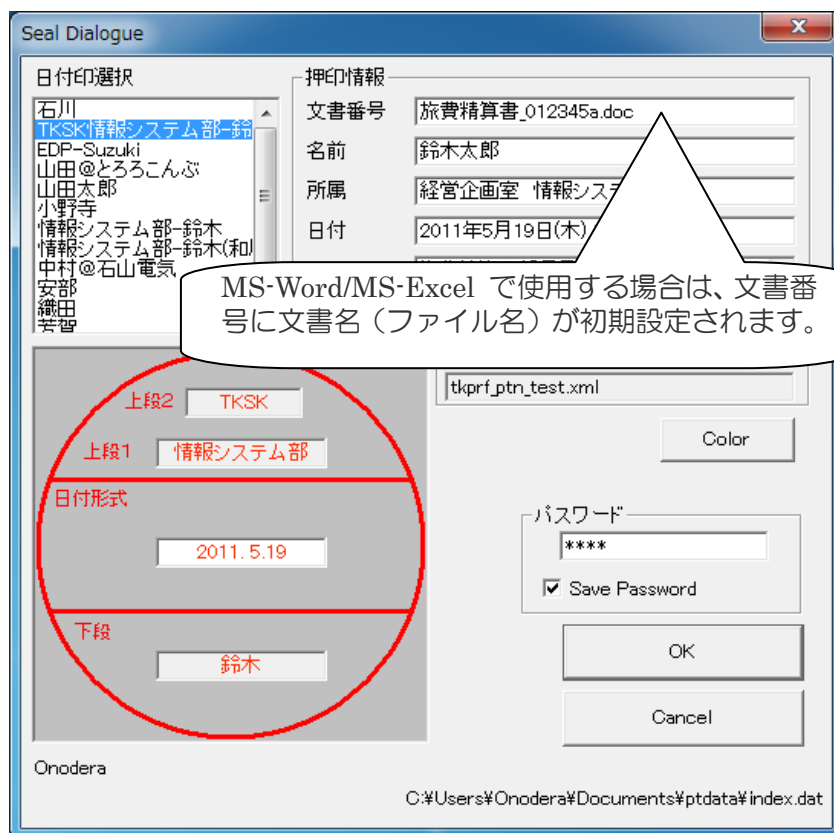 Seal Dialogue
日付印選択
石川
TKSK情報システム部-鈴
EDP-Suzuki
山田@とろろこんぶ
山田太郎
小野寺
情報システム部-鈴木
情報システム部-鈴木(和
中村@石山電気
安部
織田
芳賀
押印情報
文書番号 旅費精算書_012345a.doc
名前 鈴木太郎
所属 経営企画室 情報システ
日付 2011年5月19日(木)
MS-Word/MS-Excel で使用する場合は、文書番
号に文書名（ファイル名）が初期設定されます。
tkprf_ptn_test.xml
Color
上段2 TKSK
上段1 情報システム部
日付形式
2011. 5.19
下段
鈴木
パスワード
****
Save Password
OK
Cancel
Onodera
C:¥Users¥Onodera¥Documents¥ptdata¥index.dat